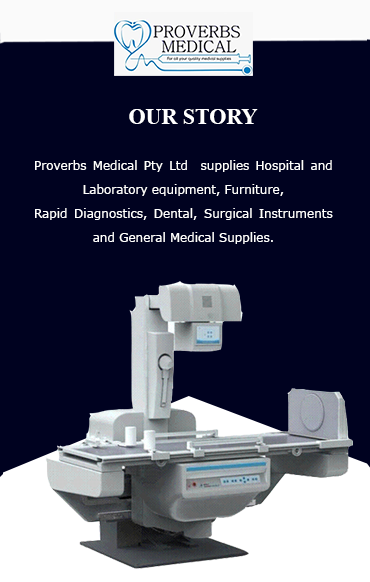 PROVERBS
MEDICAL
For all your quality medical supplies
OUR STORY
Proverbs Medical Pty Ltd supplies Hospital and
Laboratory equipment, Furniture,
Rapid Diagnostics, Dental, Surgical Instruments
and General Medical Supplies.